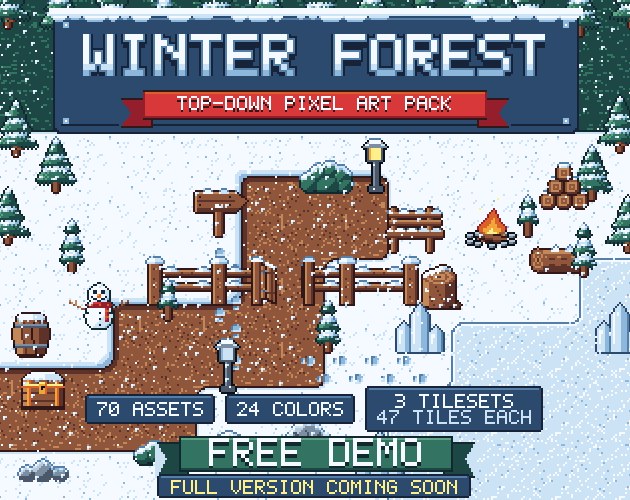 WINTER FOREST
TOP-DOWN PIXEL ART PACK
70 ASSETS
24 COLORS
3 TILESETS
47 TILES EACH
FREE DEMO
FULL VERSION COMING SOON